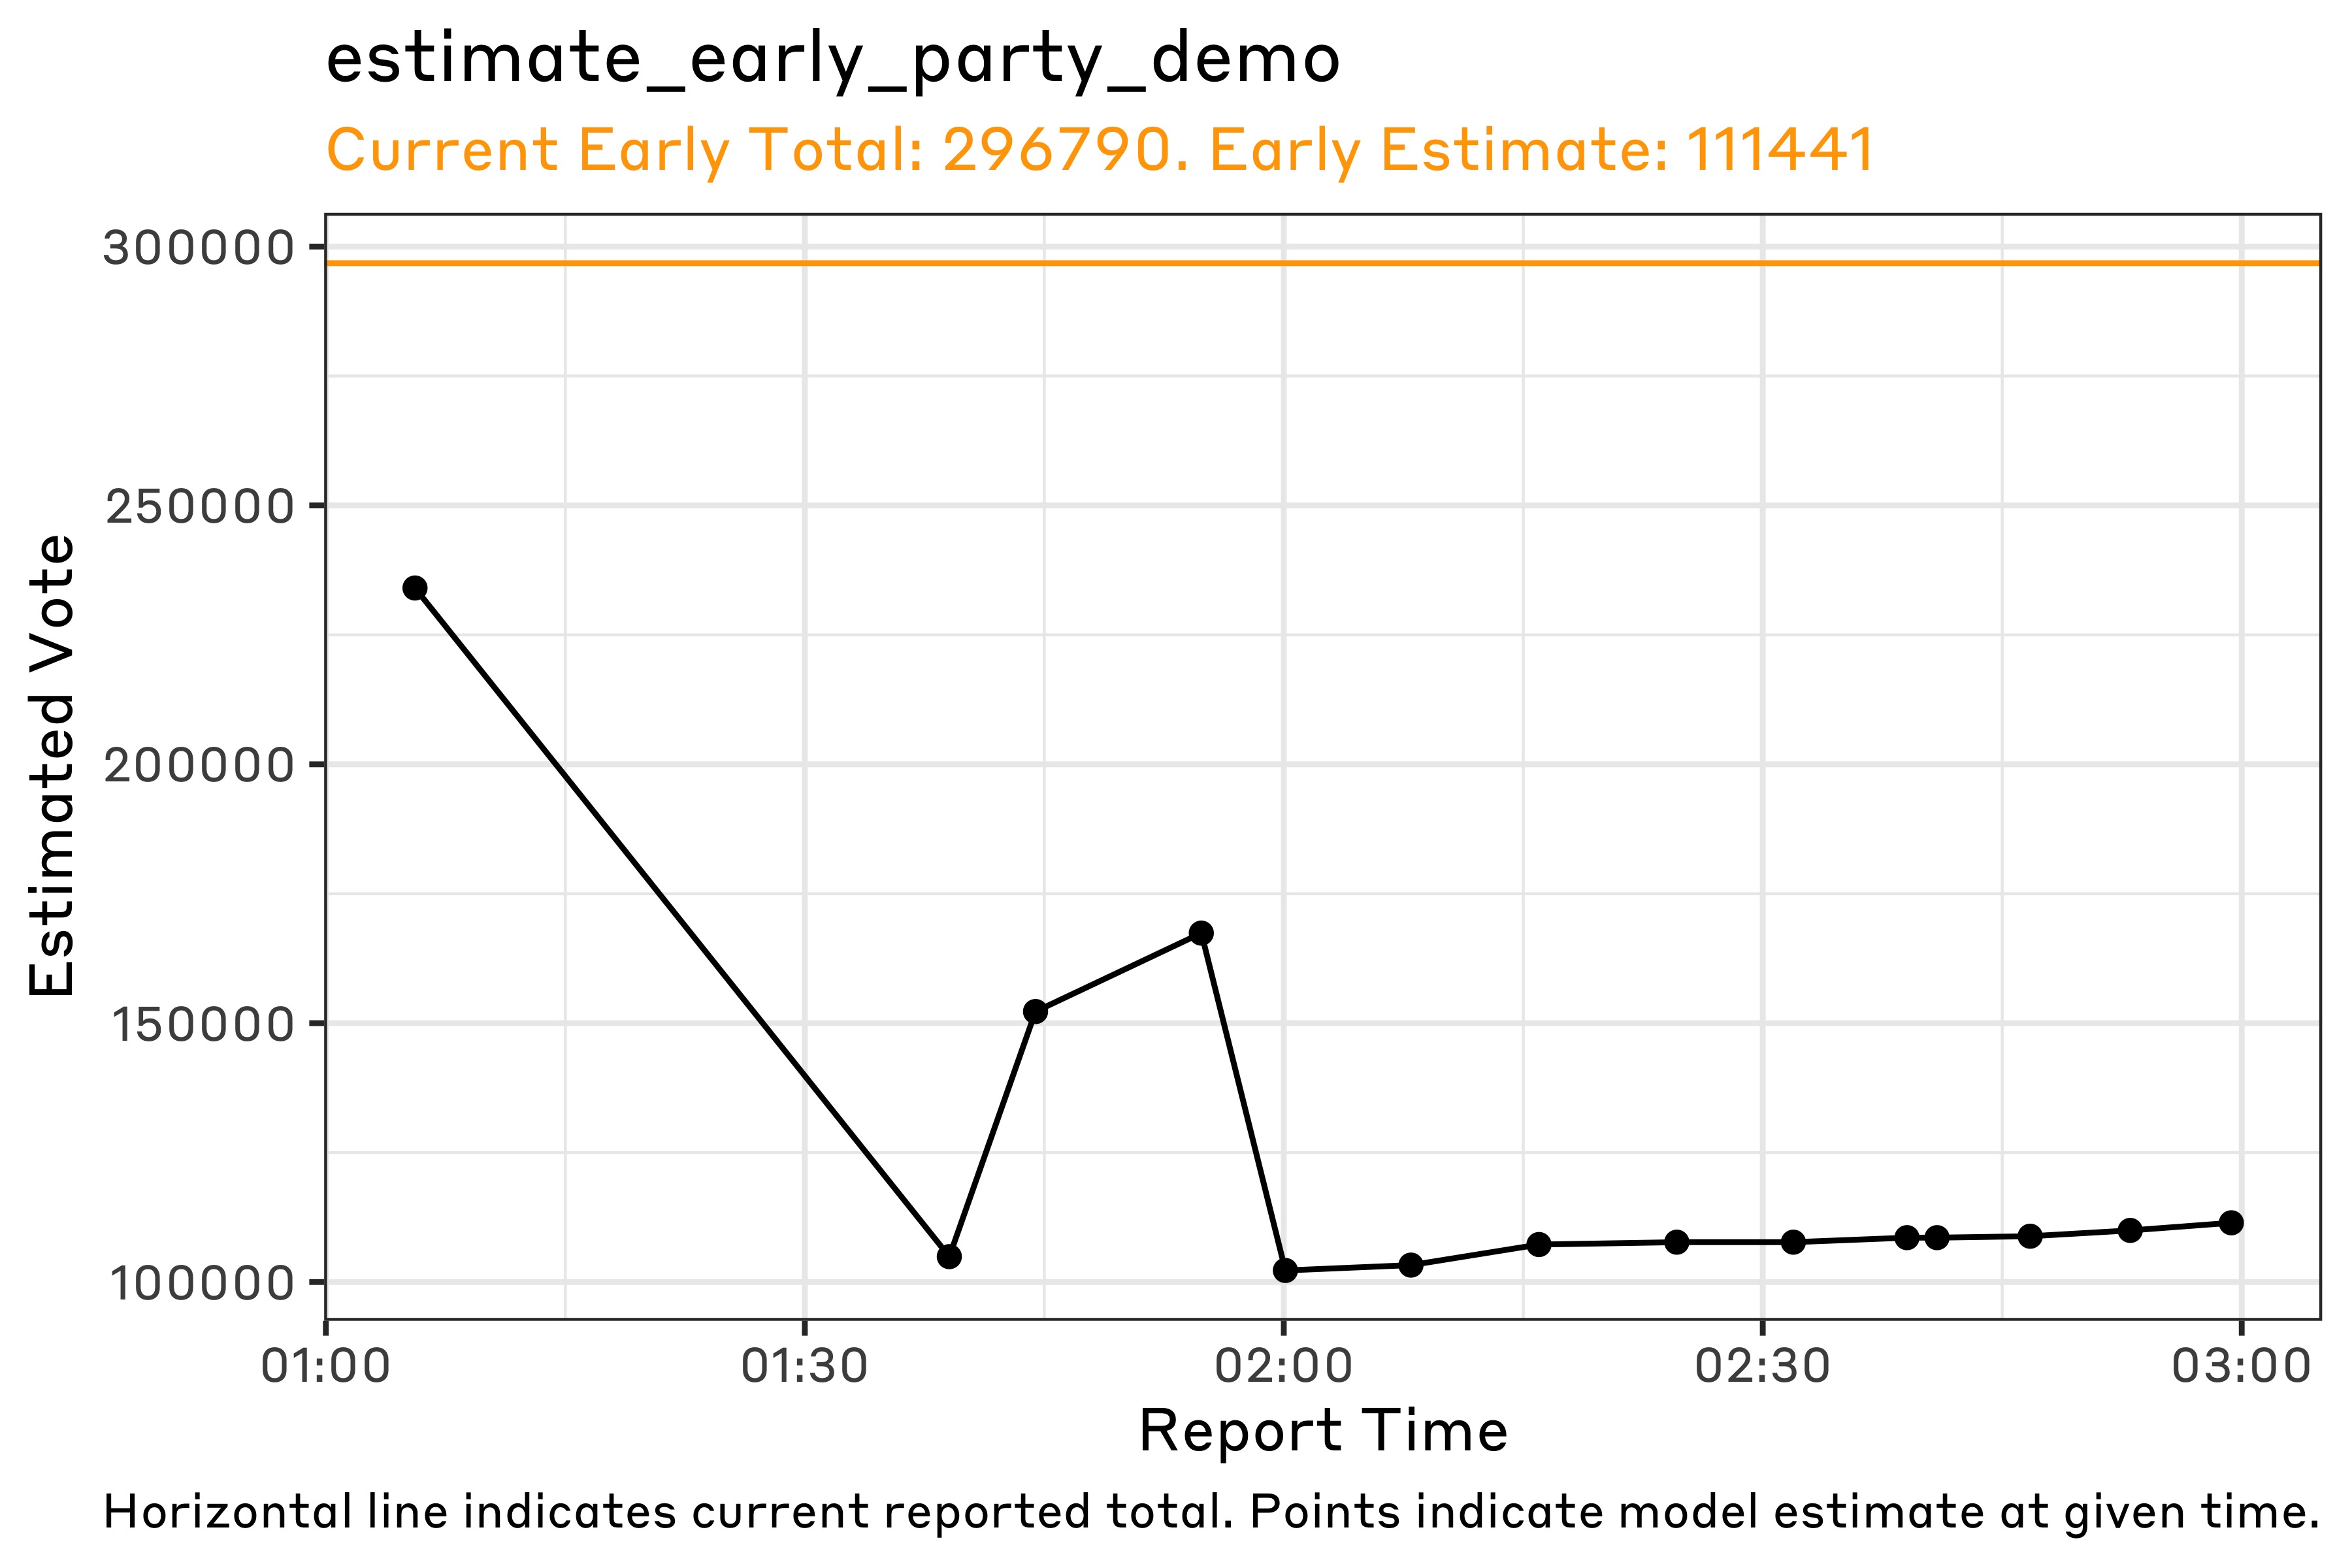 estimate_early_party_demo
Current Early Total: 296790. Early Estimate: 111441
300000
250000
200000
150000
100000
Estimated Vote
01:00 01:30 02:00 02:30 03:00
Report Time
Horizontal line indicates current reported total. Points indicate model estimate at given time.